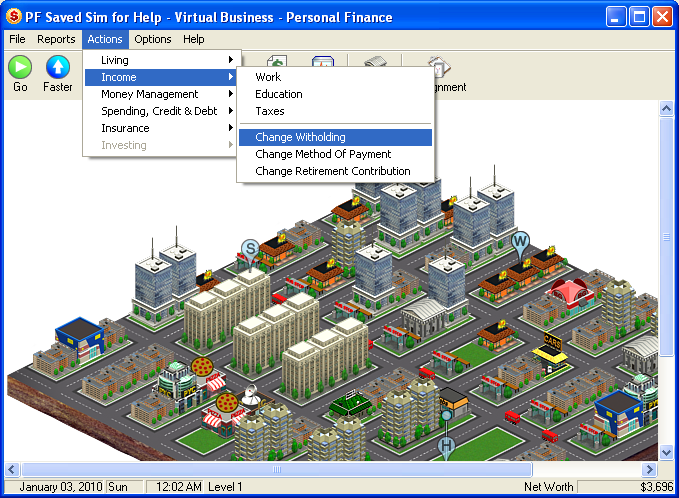 PF Saved Sim for Help - Virtual Business - Personal Finance
File Reports Actions Options Help
Go Faster
Living
Income
Money Management
Spending, Credit & Debt
Insurance
Investing
Work
Education
Taxes
Change Witholding
Change Method Of Payment
Change Retirement Contribution
nment
S
W
CARS
H
January 03, 2010 Sun 12:02 AM Level 1 Net Worth $3,696